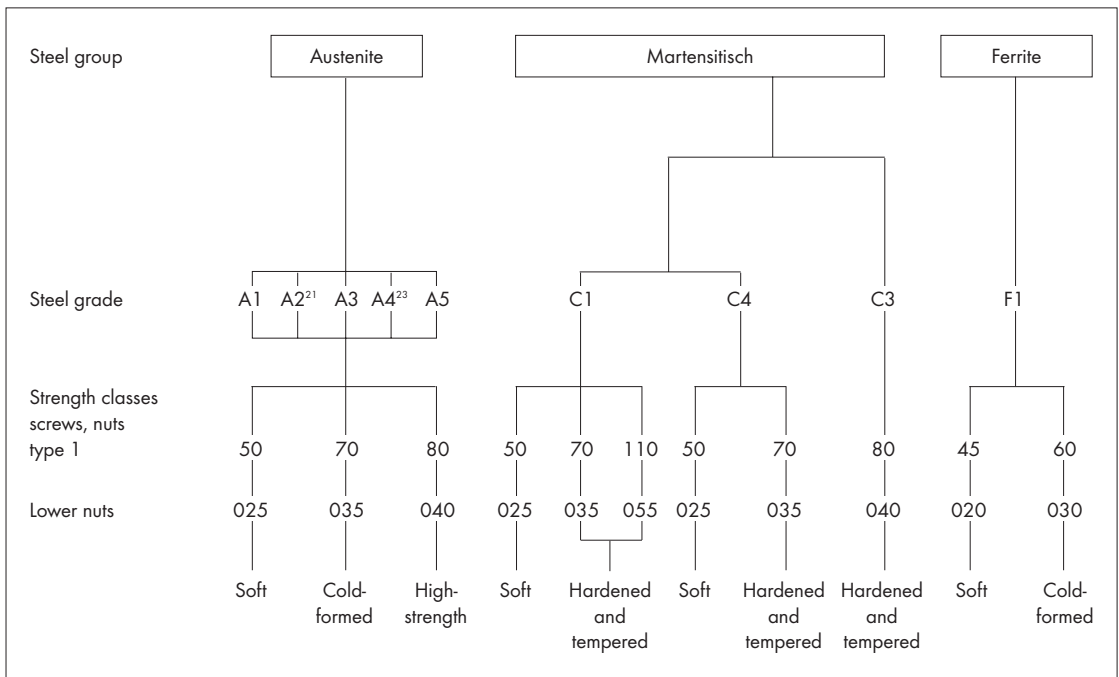 Steel group Austenite Martensitisch Ferrite
Steel grade A1 A2²¹ A3 A4²³ A5 C1 C4 C3 F1
Strength classes
screws, nuts
type 1 50 70 80 50 70 110 50 70 80 45 60
Lower nuts 025 035 040 025 035 055 025 035 040 020 030
Soft Cold- High- Soft Hardened Soft Hardened Hardened Soft Cold-
formed strength and and and formed
tempered tempered tempered